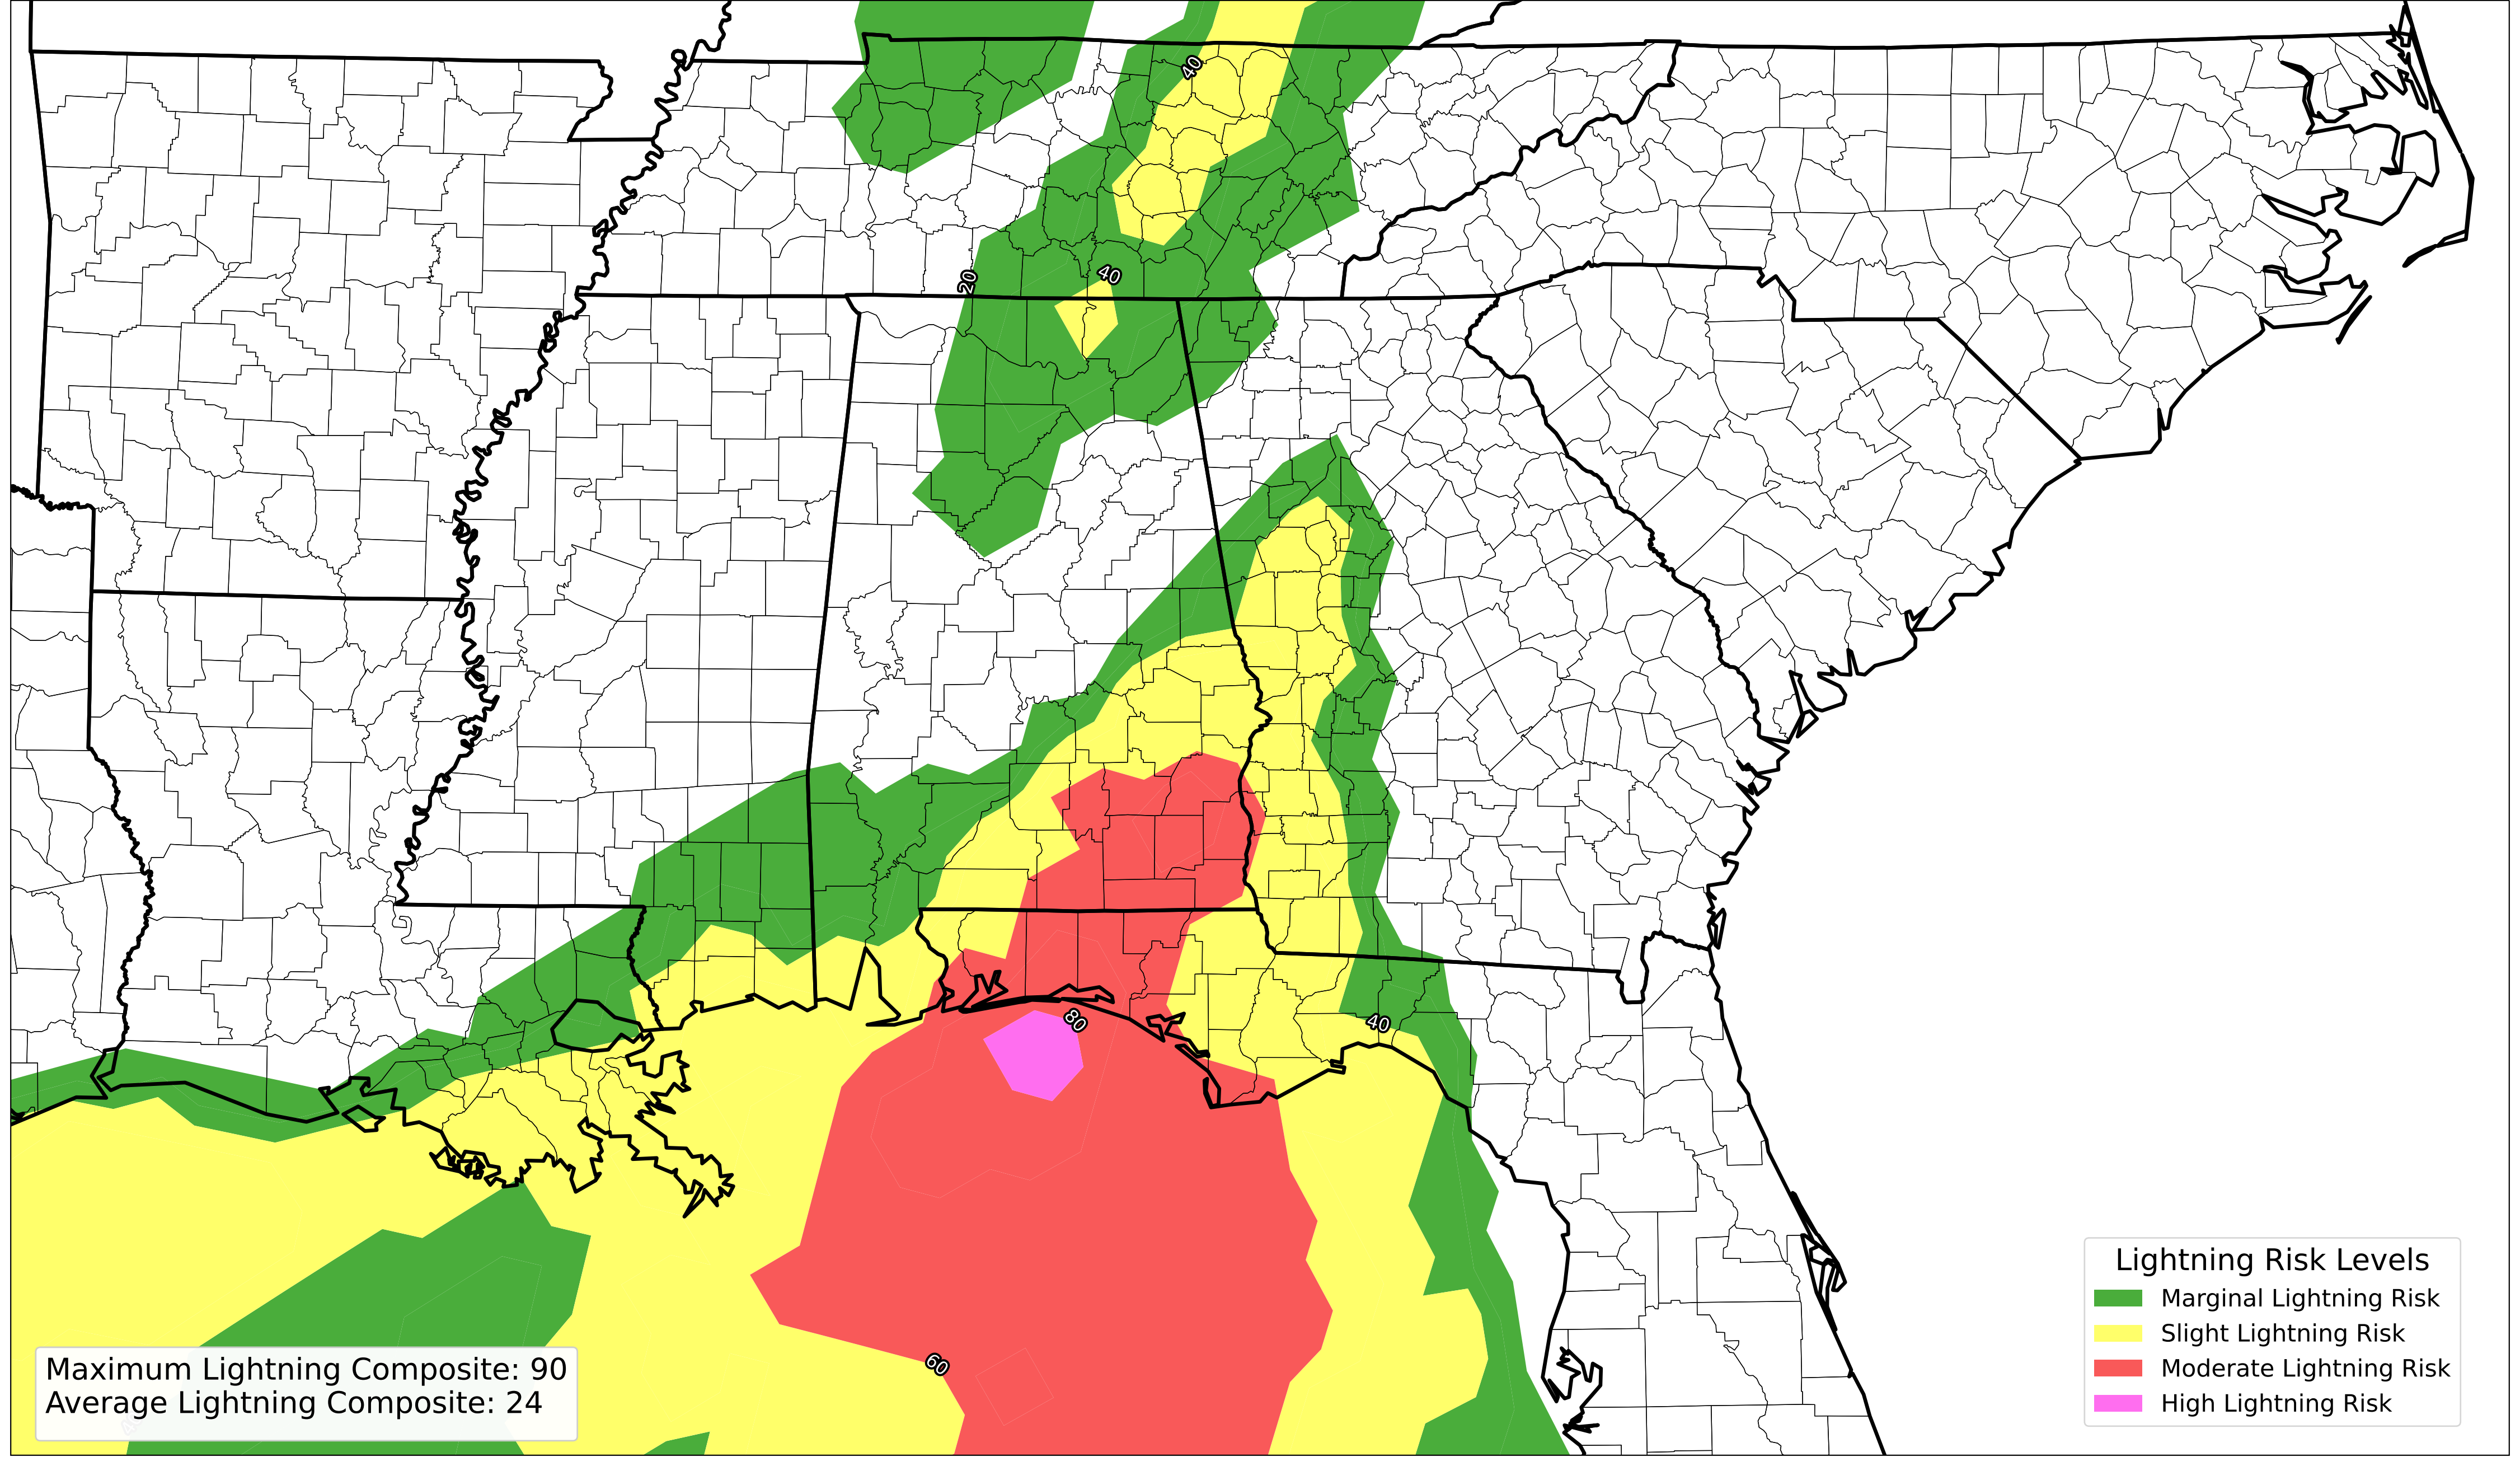 40
40
20
80
40
60
Lightning Risk Levels
Marginal Lightning Risk
Slight Lightning Risk
Moderate Lightning Risk
High Lightning Risk
Maximum Lightning Composite: 90
Average Lightning Composite: 24